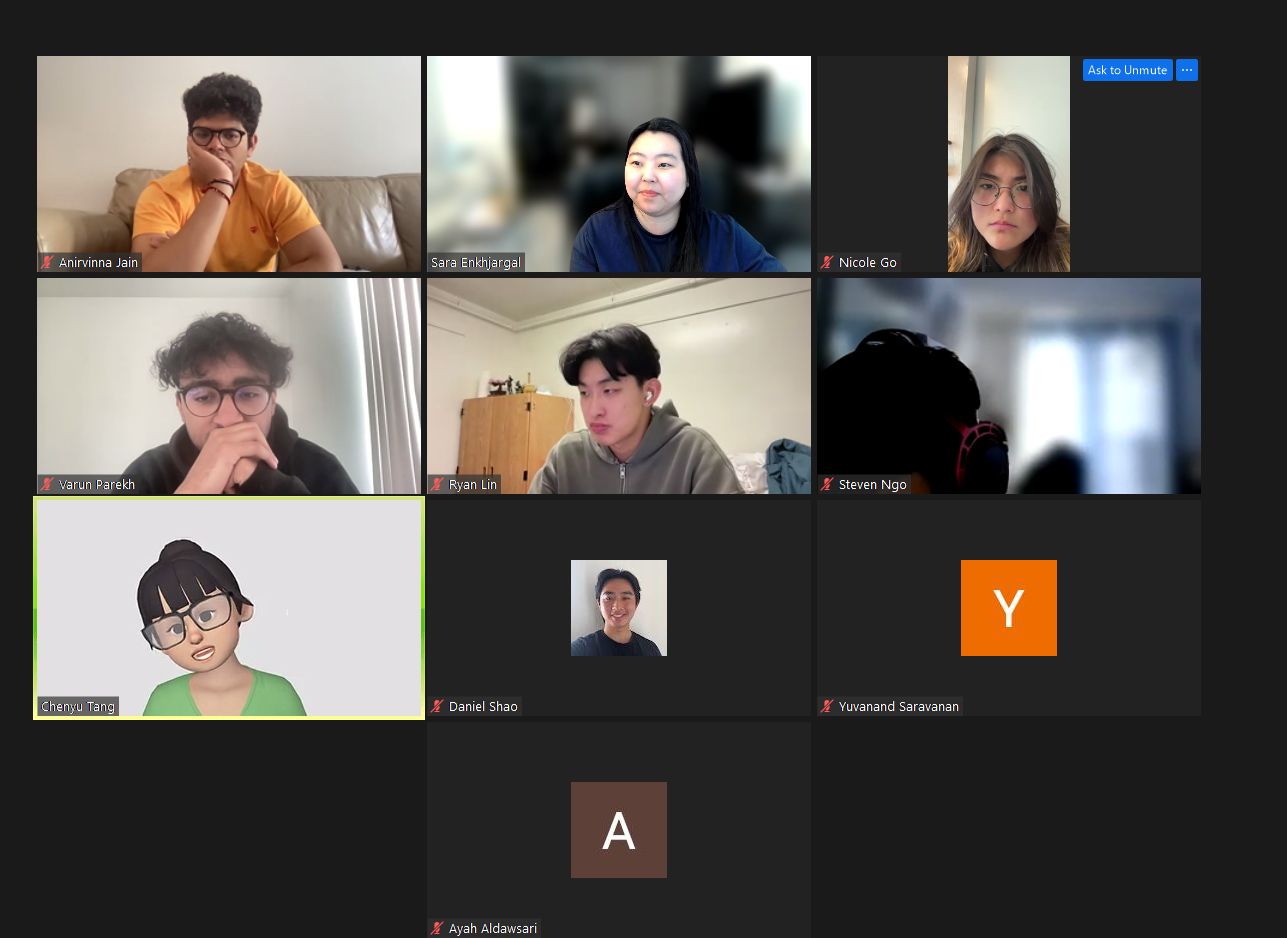 Ask to Unmute ...
Anirvinna Jain
Sara Enkhjargal
Nicole Go
Varun Parekh
Ryan Lin
Steven Ngo
Chenyu Tang
Daniel Shao
Y
Yuvanand Saravanan
A
Ayah Aldawsari